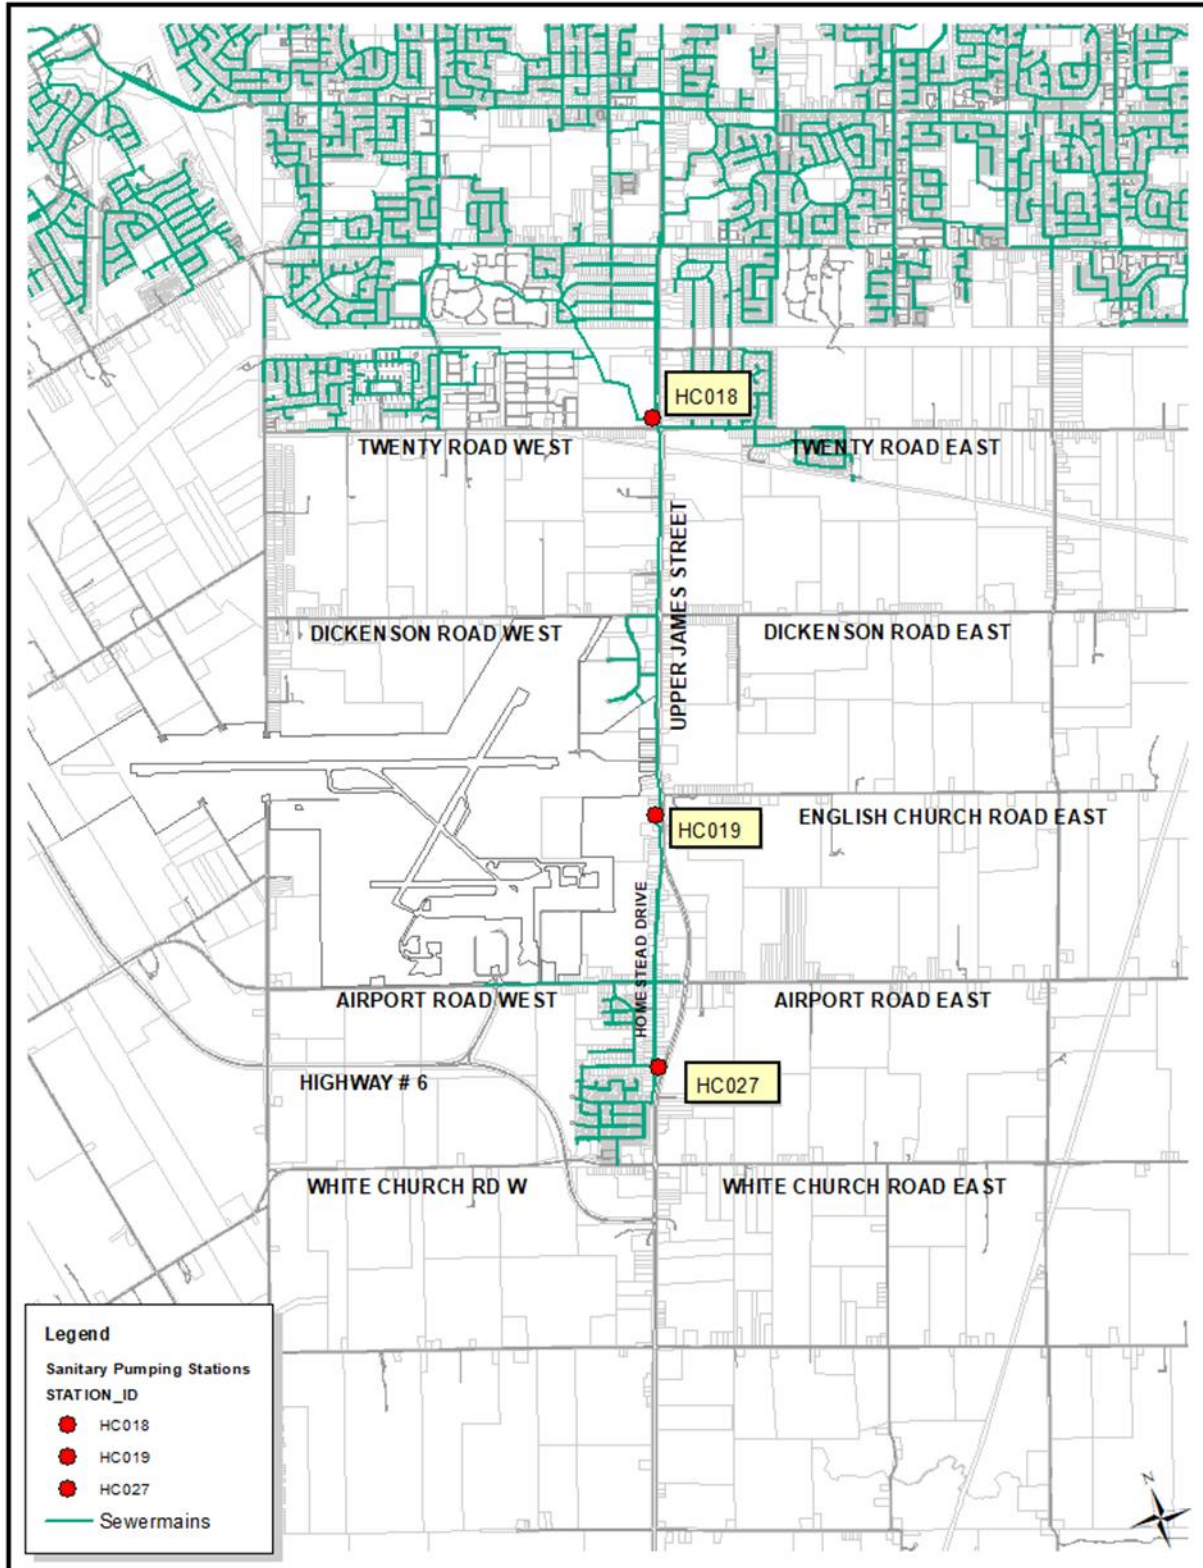 HC018
TWENTY ROAD WEST
TWENTY ROAD EAST
UPPER JAMES STREET
DICKENSON ROAD WEST
DICKENSON ROAD EAST
HC019
ENGLISH CHURCH ROAD EAST
HOMESTEAD DRIVE
AIRPORT ROAD WEST
AIRPORT ROAD EAST
HIGHWAY # 6
HC027
WHITE CHURCH RD W
WHITE CHURCH ROAD EAST
Legend
Sanitary Pumping Stations
STATION_ID
HC018
HC019
HC027
Sewermains
N